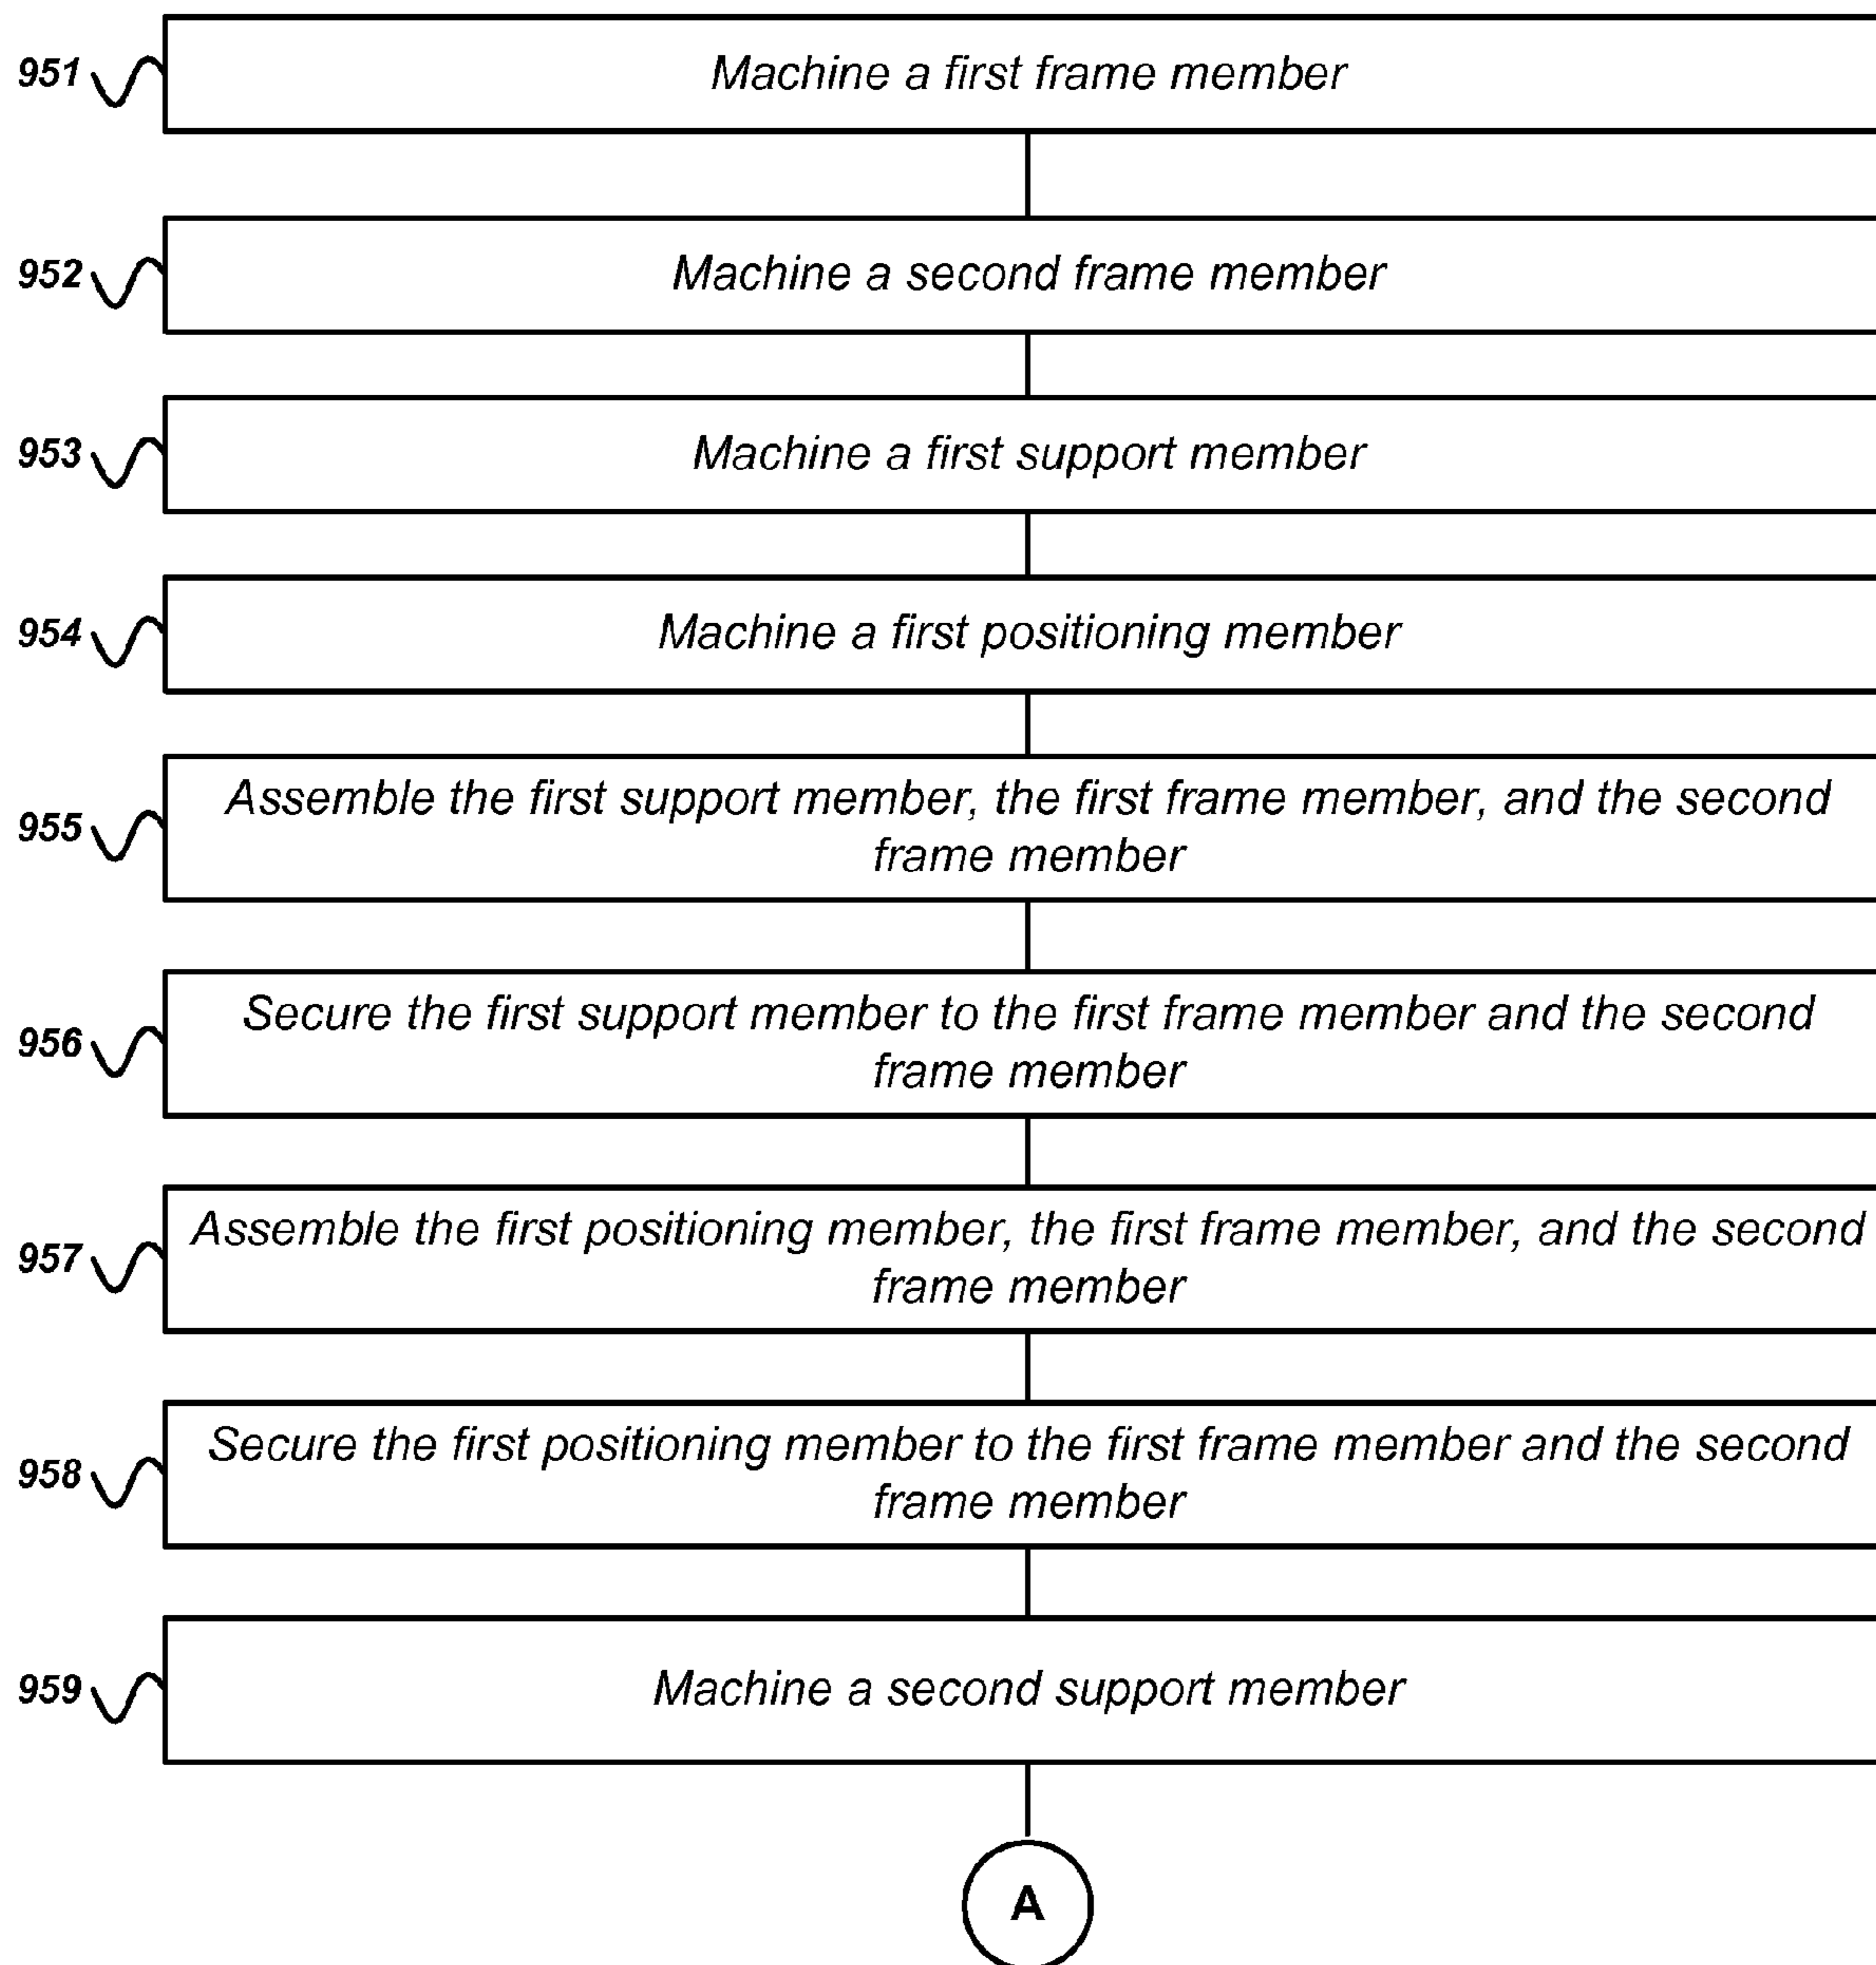 951 Machine a first frame member
952 Machine a second frame member
953 Machine a first support member
954 Machine a first positioning member
955 Assemble the first support member, the first frame member, and the second
frame member
956 Secure the first support member to the first frame member and the second
frame member
957 Assemble the first positioning member, the first frame member, and the second
frame member
958 Secure the first positioning member to the first frame member and the second
frame member
959 Machine a second support member
A